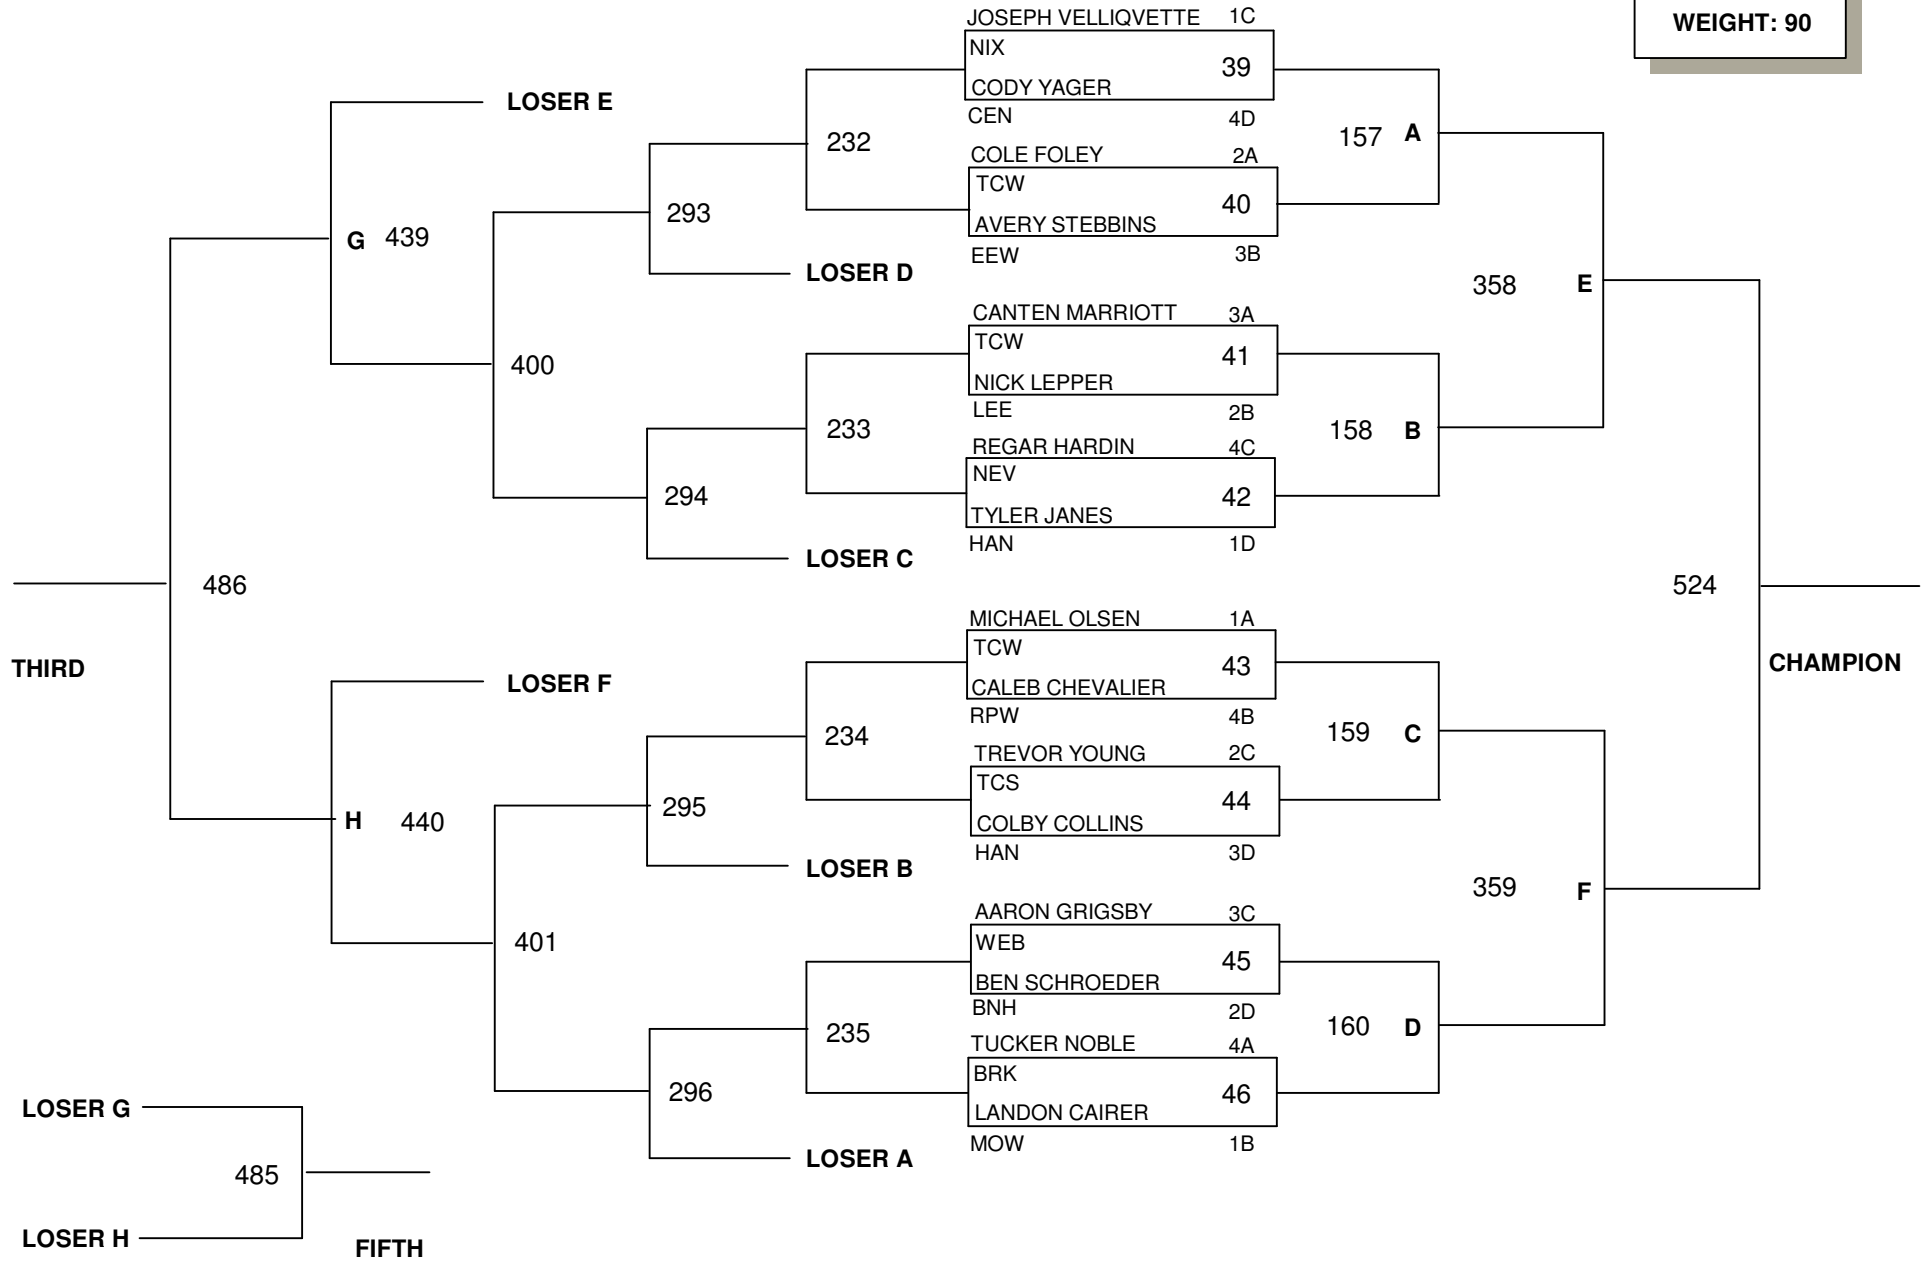 WEIGHT: 90
JOSEPH VELLIQVETTE 1C
NIX
39
CODY YAGER
CEN 4D
COLE FOLEY 2A
TCW
40
AVERY STEBBINS
EEW 3B
CANTEN MARRIOTT 3A
TCW
41
NICK LEPPER
LEE 2B
REGAR HARDIN 4C
NEV
42
TYLER JANES
HAN 1D
MICHAEL OLSEN 1A
TCW
43
CALEB CHEVALIER
RPW 4B
TREVOR YOUNG 2C
TCS
44
COLBY COLLINS
HAN 3D
AARON GRIGSBY 3C
WEB
45
BEN SCHROEDER
BNH 2D
TUCKER NOBLE 4A
BRK
46
LANDON CAIRER
MOW 1B
157 A
158 B
159 C
160 D
358 E
359 F
524
CHAMPION
232
233
234
235
293
LOSER D
294
LOSER C
295
LOSER B
296
LOSER A
400
401
LOSER E
G 439
LOSER F
H 440
486
THIRD
LOSER G
485
LOSER H
FIFTH